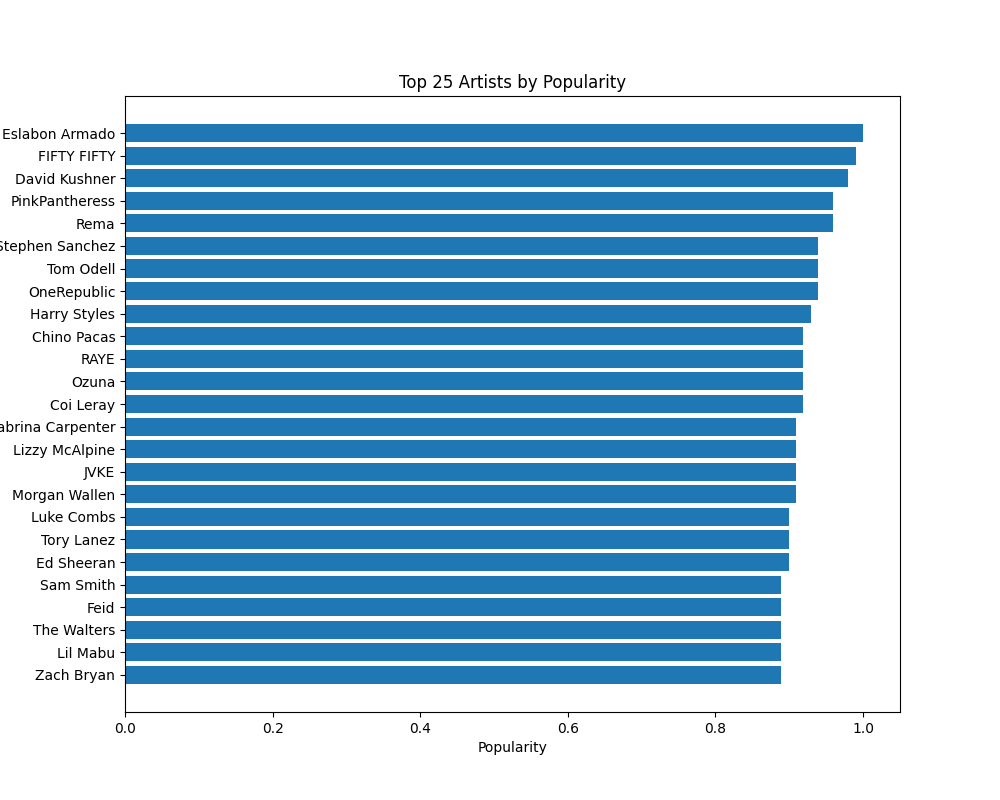 Top 25 Artists by Popularity
Eslabon Armado
FIFTY FIFTY
David Kushner
PinkPantheress
Rema
Stephen Sanchez
Tom Odell
OneRepublic
Harry Styles
Chino Pacas
RAYE
Ozuna
Coi Leray
abrina Carpenter
Lizzy McAlpine
JVKE
Morgan Wallen
Luke Combs
Tory Lanez
Ed Sheeran
Sam Smith
Feid
The Walters
Lil Mabu
Zach Bryan
0.0 0.2 0.4 0.6 0.8 1.0
Popularity